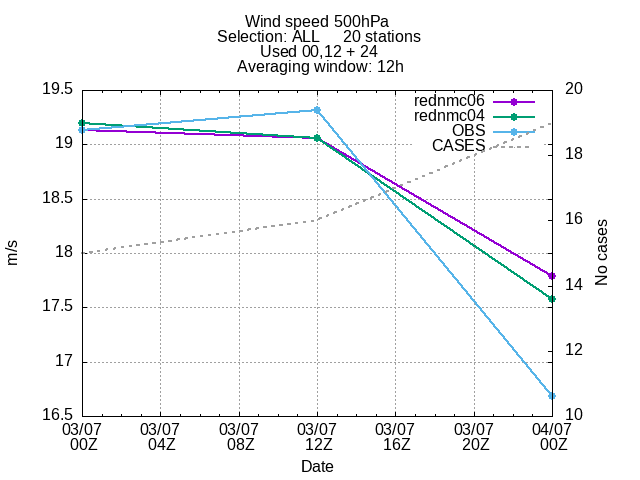 Wind speed 500hPa
Selection: ALL 20 stations
Used 00,12 + 24
Averaging window: 12h
19.5
19
18.5
18
17.5
17
16.5
m/s
20
18
16
14
12
10
No cases
rednmc06
rednmc04
OBS
CASES
03/07 03/07 03/07 03/07 03/07 03/07 04/07
00Z 04Z 08Z 12Z 16Z 20Z 00Z
Date